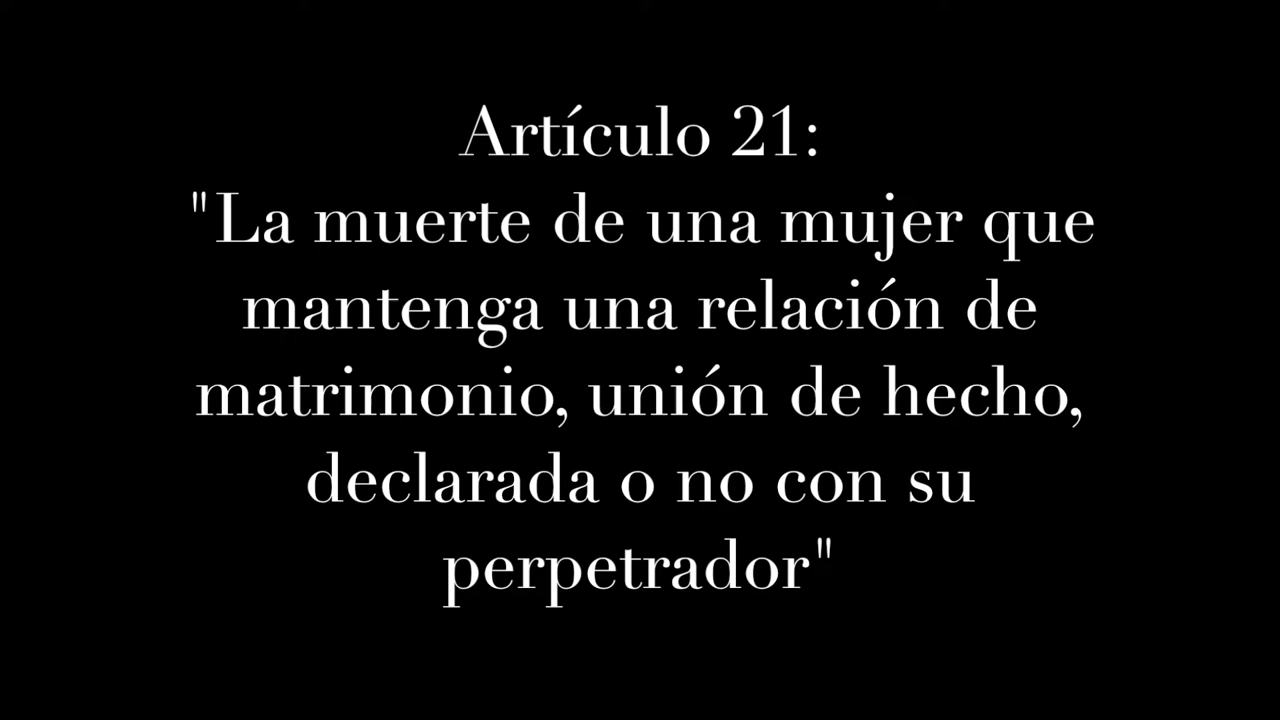 Artículo 21:
"La muerte de una mujer que
mantenga una relación de
matrimonio, unión de hecho,
declarada o no con su
perpetrador"